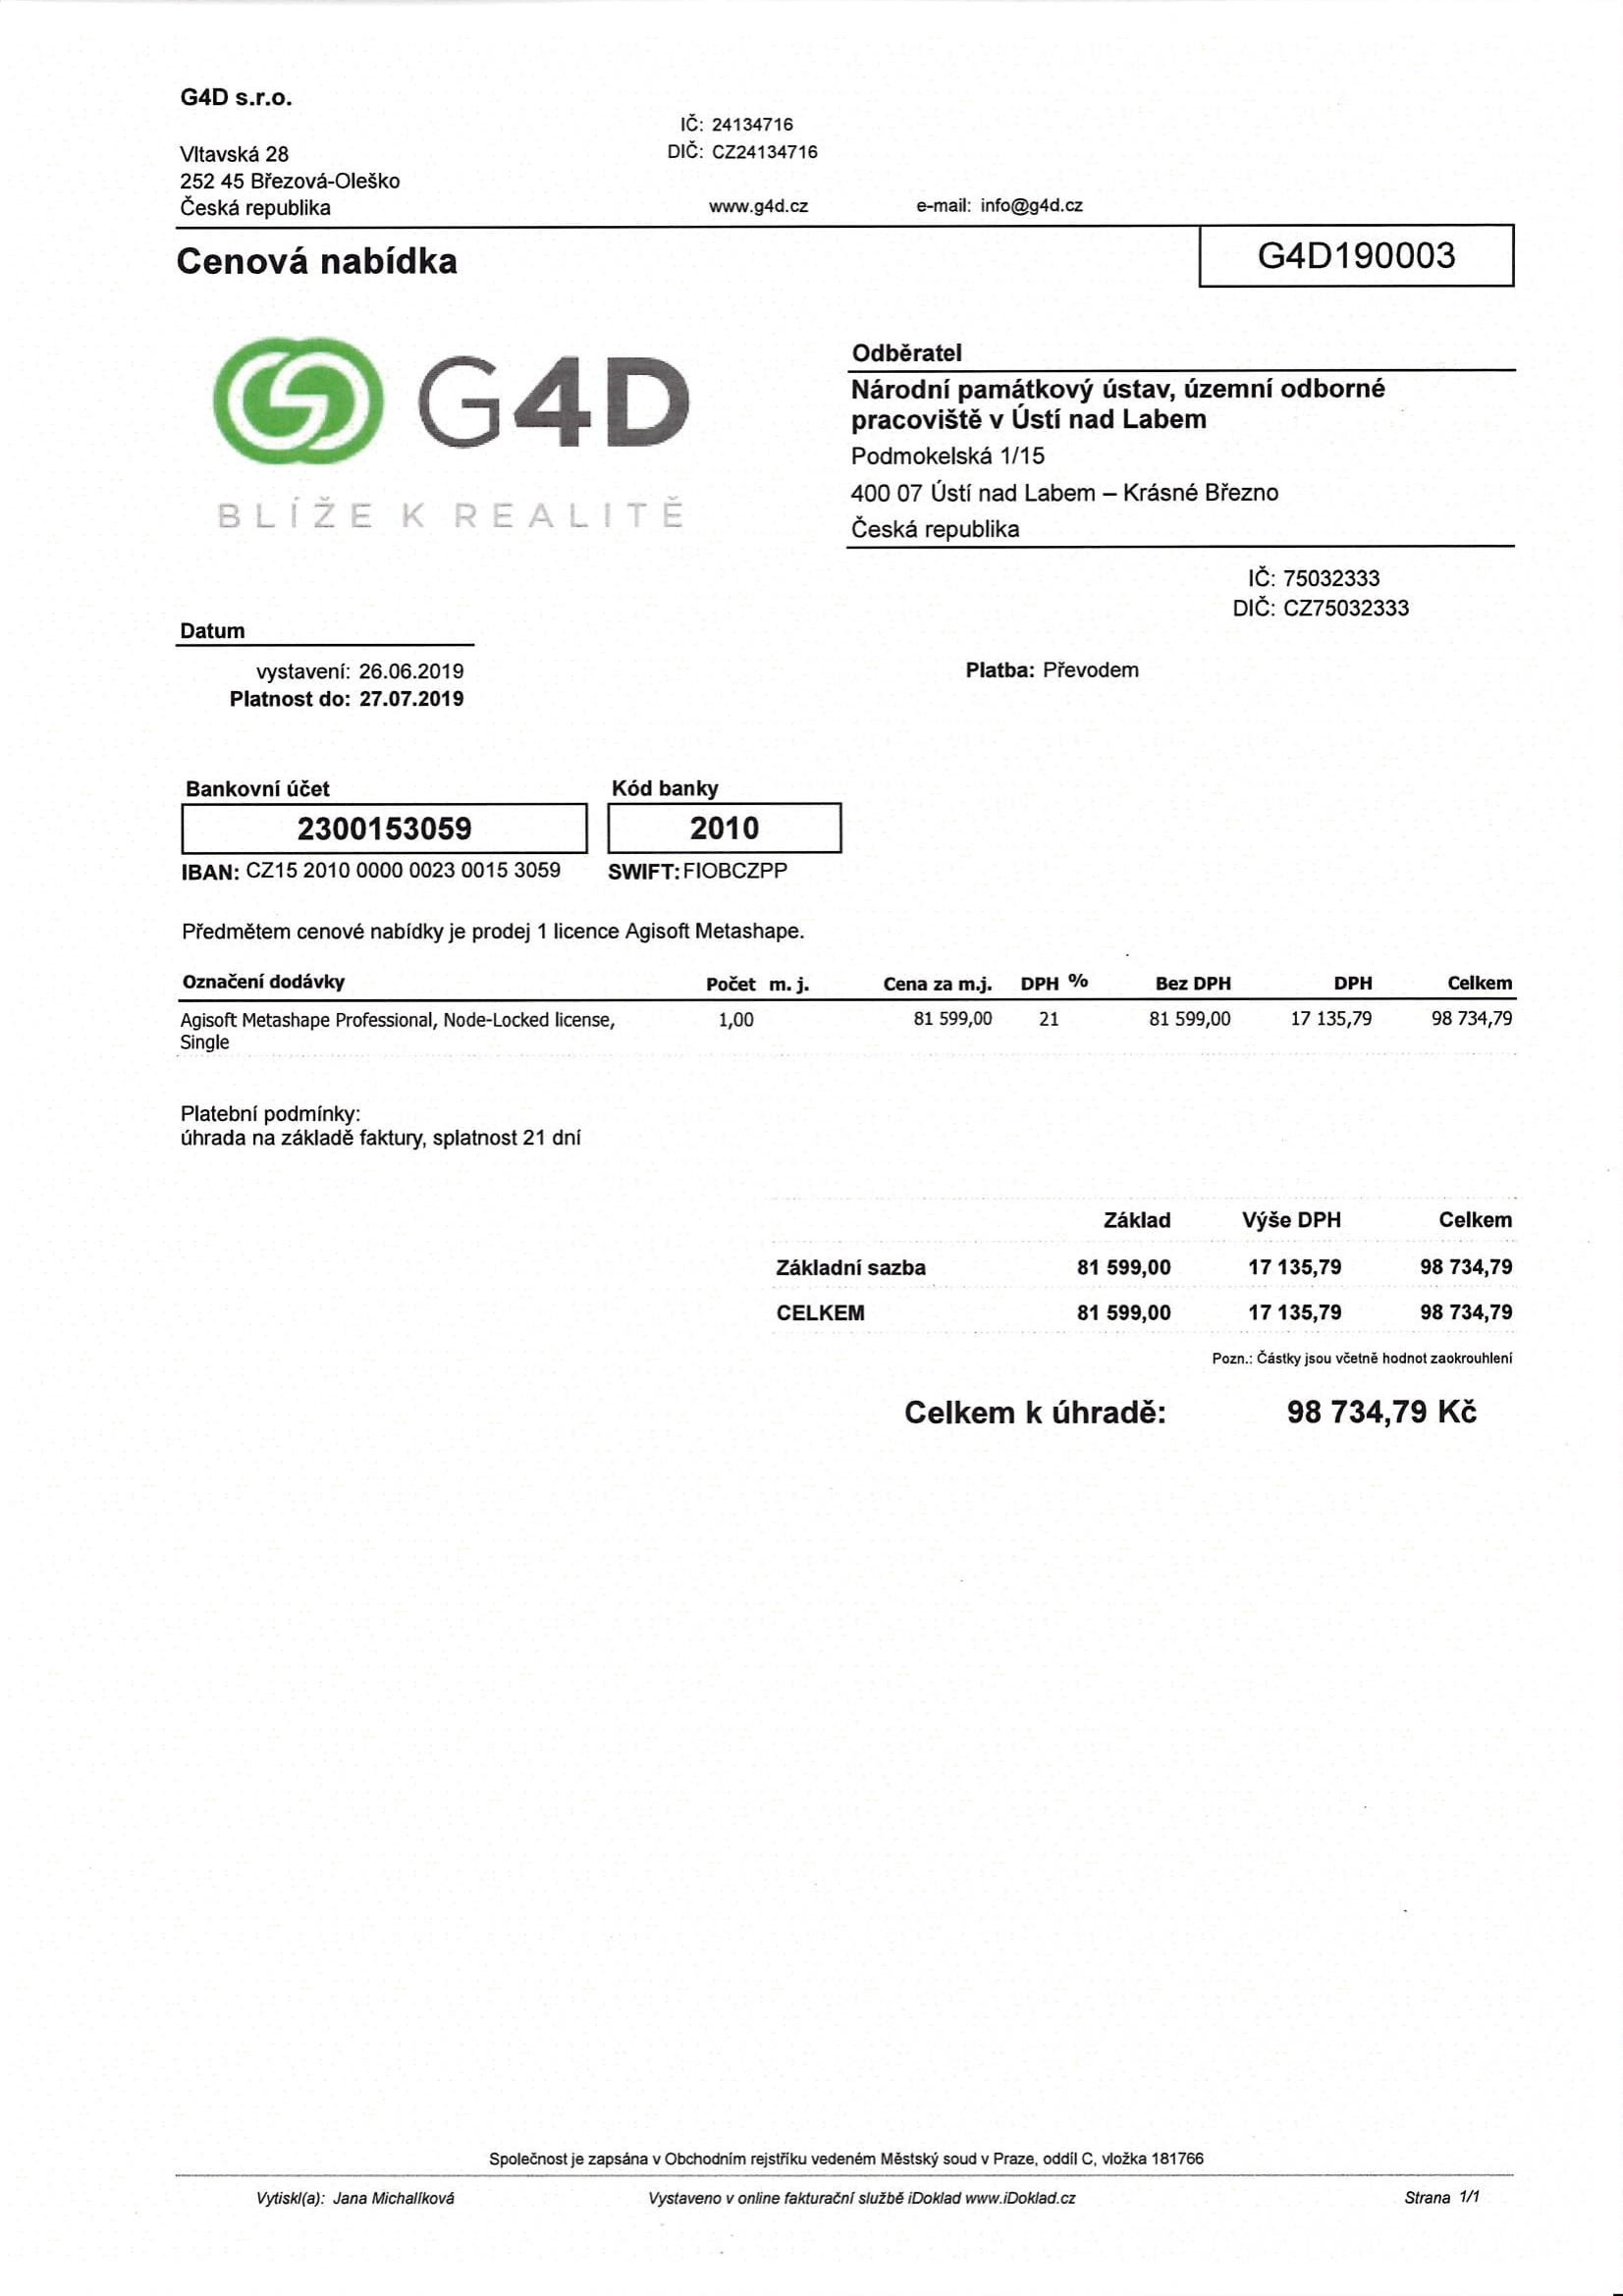 G4D s.r.o.
IČ: 24134716
Vltavská 28
DIČ: CZ24134716
252 45 Březová-Oleško
Česká republika
www.g4d.cz e-mail: info@g4d.cz
Cenová nabídka
G4D190003
G4D
BLÍŽE K REALITĚ
Odběratel
Národní památkový ústav, územní odborné
pracoviště v Ústí nad Labem
Podmokelská 1/15
400 07 Ústí nad Labem – Krásné Březno
Česká republika
IČ: 75032333
DIČ: CZ75032333
Datum
vystavení: 26.06.2019
Platnost do: 27.07.2019
Platba: Převodem
Bankovní účet Kód banky
2300153059 2010
IBAN: CZ15 2010 0000 0023 0015 3059 SWIFT: FIOBCZPP
Předmětem cenové nabídky je prodej 1 licence Agisoft Metashape.
Označení dodávky Počet m. j. Cena za m.j. DPH % Bez DPH DPH Celkem
Agisoft Metashape Professional, Node-Locked license, 1,00 81 599,00 21 81 599,00 17 135,79 98 734,79
Single
Platební podmínky:
úhrada na základě faktury, splatnost 21 dní
Základ Výše DPH Celkem
Základní sazba 81 599,00 17 135,79 98 734,79
CELKEM 81 599,00 17 135,79 98 734,79
Pozn.: Částky jsou včetně hodnot zaokrouhlení
Celkem k úhradě: 98 734,79 Kč
Společnost je zapsána v Obchodním rejstříku vedeném Městský soud v Praze, oddíl C, vložka 181766
Vytiskl(a): Jana Michalíková Vystaveno v online fakturační službě iDoklad www.iDoklad.cz Strana 1/1